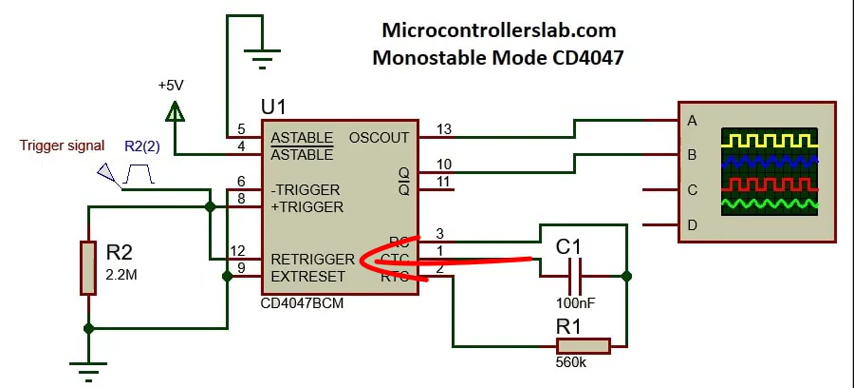 Microcontrollerslab.com
Monostable Mode CD4047
+5V
U1
Trigger signal
R2(2)
5
ASTABLE
4
ASTABLE
6
-TRIGGER
8
+TRIGGER
12
RETRIGGER
9
EXTRESET
OSCOUT
13
Q
10
Q
11
RC
3
CTC
1
RTC
2
CD4047BCM
R2
2.2M
C1
100nF
R1
560k
A
B
C
D